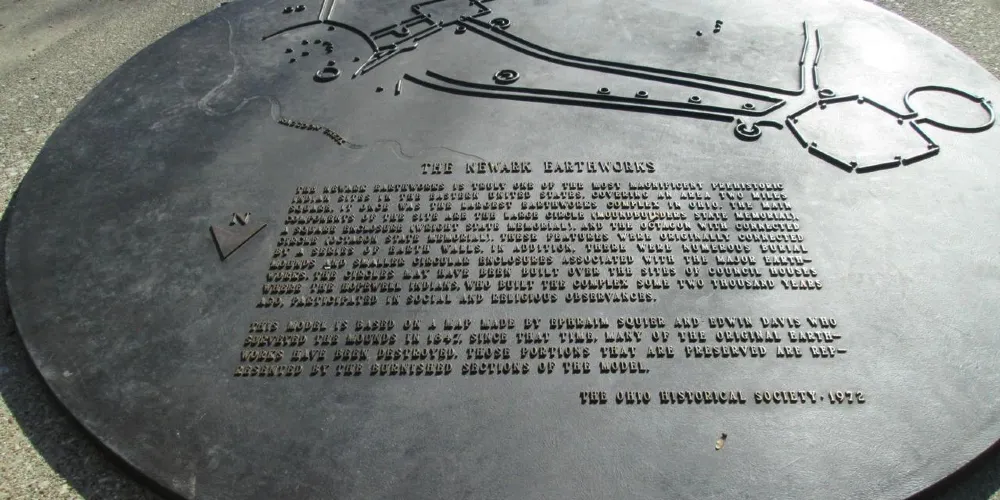 THE NEWARK EARTHWORKS
THE NEWARK EARTHWORKS IS TRULY ONE OF THE MOST MAGNIFICENT PREHISTORIC
INDIAN SITES IN THE EASTERN UNITED STATES. COVERING AN AREA TWO MILES
SQUARE, IT ONCE WAS THE LARGEST EARTHWORK COMPLEX IN OHIO. THE MAIN
COMPONENTS OF THE SITE ARE THE LARGE CIRCLE (MOUNDBUILDERS STATE MEMORIAL),
A SQUARE ENCLOSURE (WRIGHT STATE MEMORIAL), AND THE OCTAGON WITH CONNECTED
CIRCLE (OCTAGON STATE MEMORIAL). THESE FEATURES WERE ORIGINALLY CONNECTED
BY A SERIES OF EARTH WALLS. IN ADDITION, THERE WERE NUMEROUS BURIAL
MOUNDS AND SMALLER CIRCULAR ENCLOSURES ASSOCIATED WITH THE MAJOR EARTH-
WORKS. THE CIRCLES MAY HAVE BEEN BUILT OVER THE SITES OF COUNCIL HOUSES
WHERE THE HOPEWELL INDIANS, WHO BUILT THE COMPLEX SOME TWO THOUSAND YEARS
AGO, PARTICIPATED IN SOCIAL AND RELIGIOUS OBSERVANCES.
THIS MODEL IS BASED ON A MAP MADE BY EPHRAIM SQUIER AND EDWIN DAVIS WHO
SURVEYED THE MOUNDS IN 1847. SINCE THAT TIME, MANY OF THE ORIGINAL EARTH-
WORKS HAVE BEEN DESTROYED. THOSE PORTIONS THAT ARE PRESERVED ARE REP-
RESENTED BY THE BURNISHED SECTIONS OF THE MODEL.
THE OHIO HISTORICAL SOCIETY · 1972
N